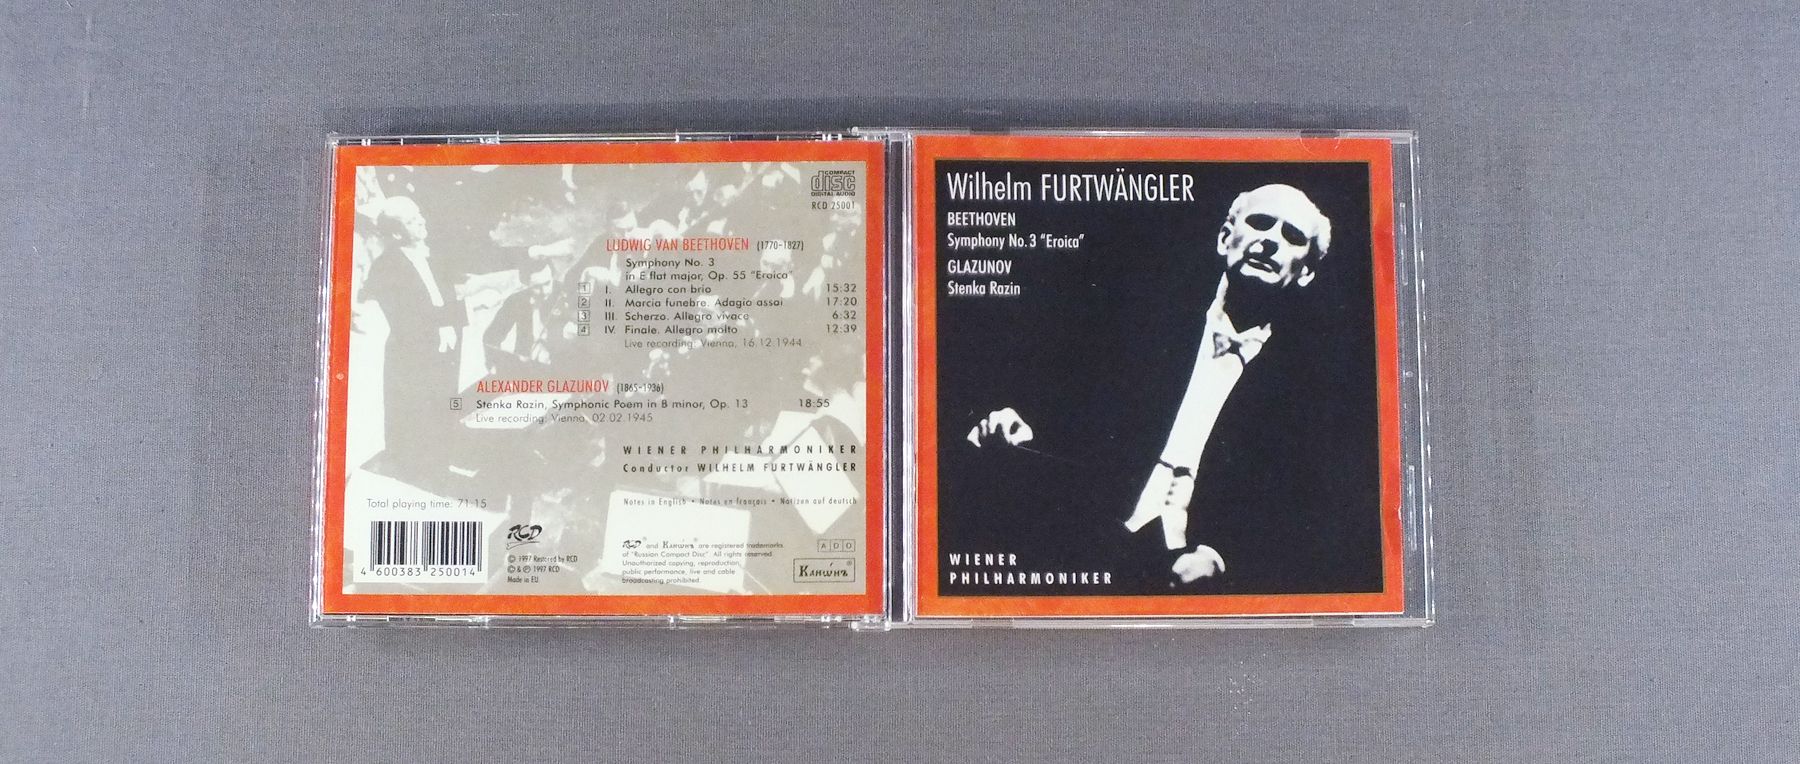 COMPACT
disc
DIGITAL AUDIO
RCD 25001
LUDWIG VAN BEETHOVEN (1770-1827)
Symphony No. 3
in E flat major, Op. 55 "Eroica"
1 I. Allegro con brio 15:32
2 II. Marcia funebre. Adagio assai 17:20
3 III. Scherzo. Allegro vivace 6:32
4 IV. Finale. Allegro molto 12:39
Live recording: Vienna, 16.12.1944
ALEXANDER GLAZUNOV (1865-1936)
5 Stenka Razin, Symphonic Poem in B minor, Op. 13 18:55
Live recording: Vienna, 02.02.1945
WIENER PHILHARMONIKER
Conductor WILHELM FURTWÄNGLER
Notes in English • Notes en français • Notizen auf deutsch
Total playing time: 71:15
4 600383 250014
RCD
© 1997 Restored by RCD
© & ℗ 1997 RCD
Made in EU
RCD® and Кленовичъ® are registered trademarks
of "Russian Compact Disc". All rights reserved.
Unauthorized copying, reproduction,
public performance, live and cable
broadcasting prohibited.
ADD
Wilhelm FURTWÄNGLER
BEETHOVEN
Symphony No. 3 "Eroica"
GLAZUNOV
Stenka Razin
WIENER
PHILHARMONIKER